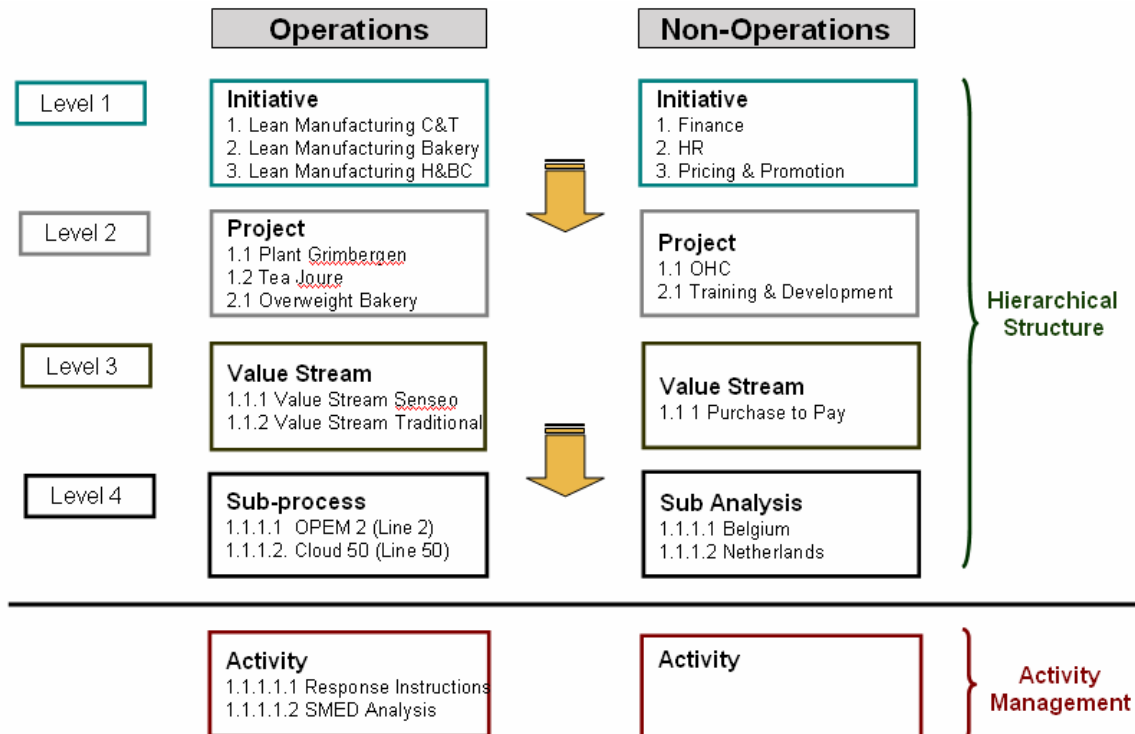 Operations
Non-Operations
Level 1
Initiative
1. Lean Manufacturing C&T
2. Lean Manufacturing Bakery
3. Lean Manufacturing H&BC
Initiative
1. Finance
2. HR
3. Pricing & Promotion
Level 2
Project
1.1 Plant Grimbergen
1.2 Tea Joure
2.1 Overweight Bakery
Project
1.1 OHC
2.1 Training & Development
Hierarchical
Structure
Level 3
Value Stream
1.1.1 Value Stream Senseo
1.1.2 Value Stream Traditional
Value Stream
1.1 1 Purchase to Pay
Level 4
Sub-process
1.1.1.1 OPEM 2 (Line 2)
1.1.1.2. Cloud 50 (Line 50)
Sub Analysis
1.1.1.1 Belgium
1.1.1.2 Netherlands
Activity
1.1.1.1.1 Response Instructions
1.1.1.1.2 SMED Analysis
Activity
Activity
Management